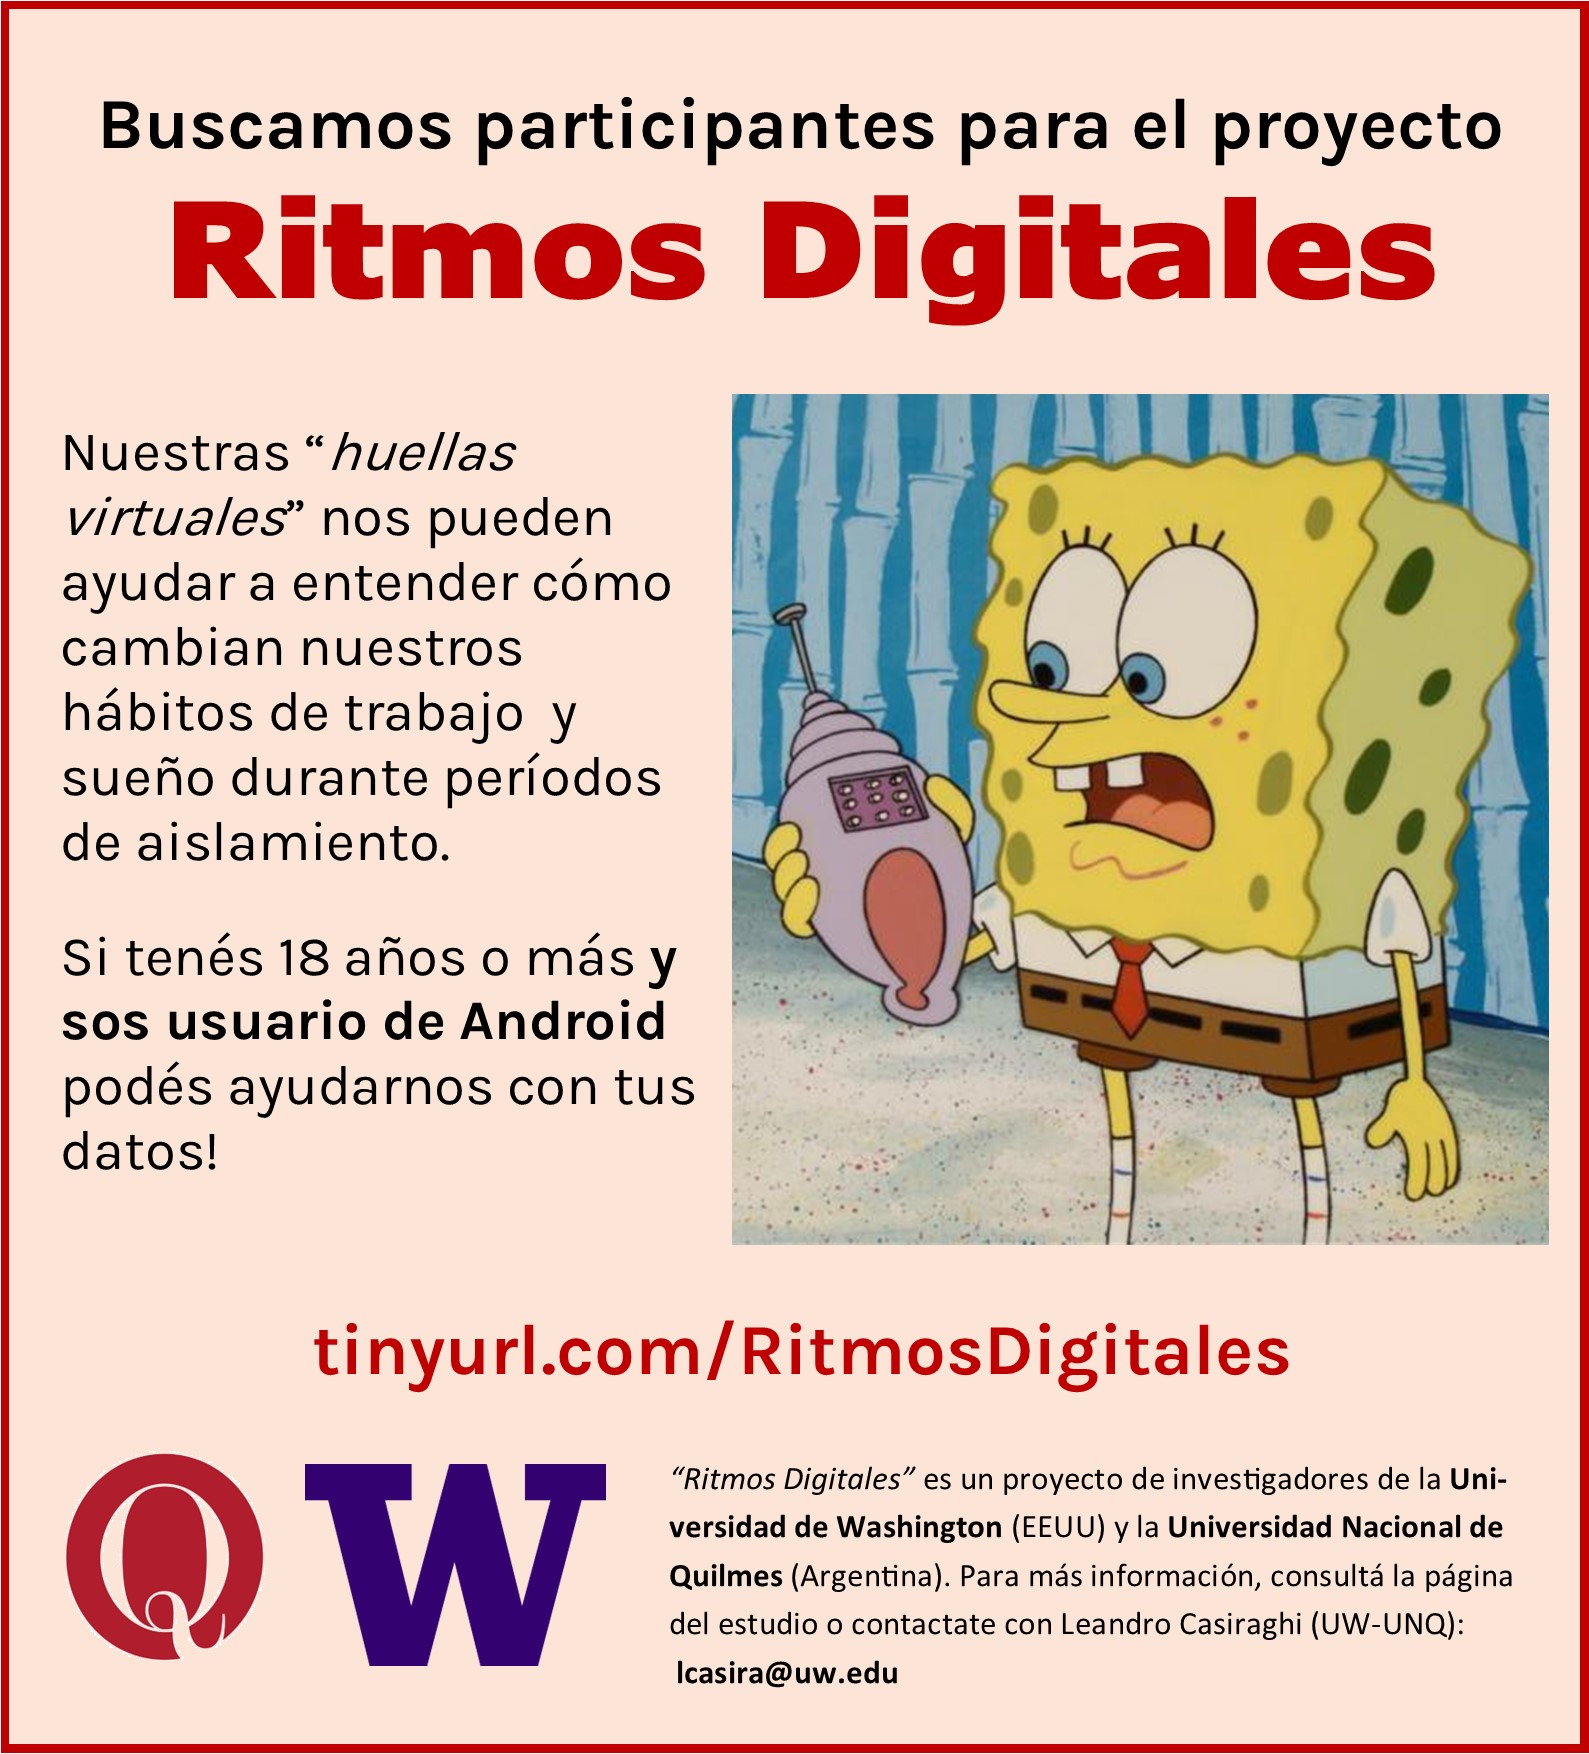 Buscamos participantes para el proyecto
Ritmos Digitales
Nuestras “huellas
virtuales” nos pueden
ayudar a entender cómo
cambian nuestros
hábitos de trabajo y
sueño durante períodos
de aislamiento.
Si tenés 18 años o más y
sos usuario de Android
podés ayudarnos con tus
datos!
tinyurl.com/RitmosDigitales
Q W
“Ritmos Digitales” es un proyecto de investigadores de la Uni-
versidad de Washington (EEUU) y la Universidad Nacional de
Quilmes (Argentina). Para más información, consultá la página
del estudio o contactate con Leandro Casiraghi (UW-UNQ):
lcasira@uw.edu